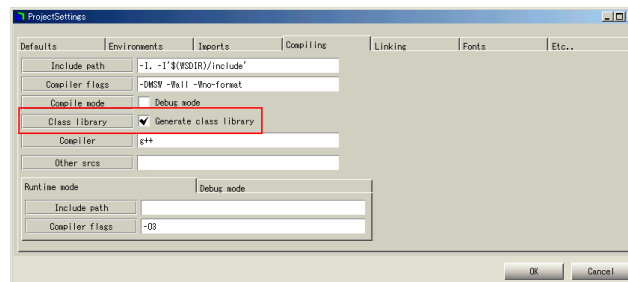 ProjectSettings
Defaults Environments Imports Compiling Linking Fonts Etc..
Include path -I. -I'$(WSDIR)/include'
Compiler flags -DMSW -Wall -Wno-format
Compile mode Debug mode
Class library Generate class library
Compiler g++
Other srcs
Runtime mode Debug mode
Include path
Compiler flags -O3
OK Cancel